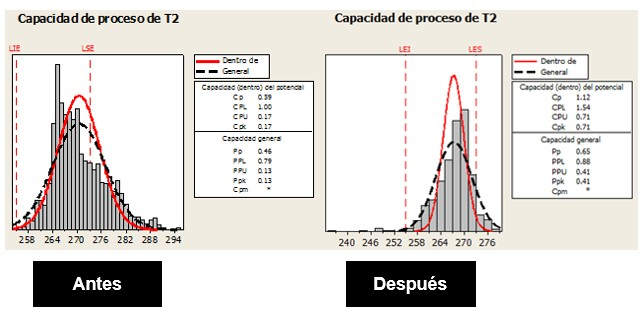 Capacidad de proceso de T2
LIE
LSE
Dentro de
General
Capacidad (dentro) del potencial
Cp 0.59
CPL 1.00
CPU 0.17
Cpk 0.17
Capacidad general
Pp 0.46
PPL 0.79
PPU 0.13
Ppk 0.13
Cpm *
258 264 270 276 282 288 294
Antes
Capacidad de proceso de T2
LEI
LES
Dentro de
General
Capacidad (dentro) del potencial
Cp 1.12
CPL 1.54
CPU 0.71
Cpk 0.71
Capacidad general
Pp 0.65
PPL 0.88
PPU 0.41
Ppk 0.41
Cpm *
240 246 252 258 264 270 276
Después